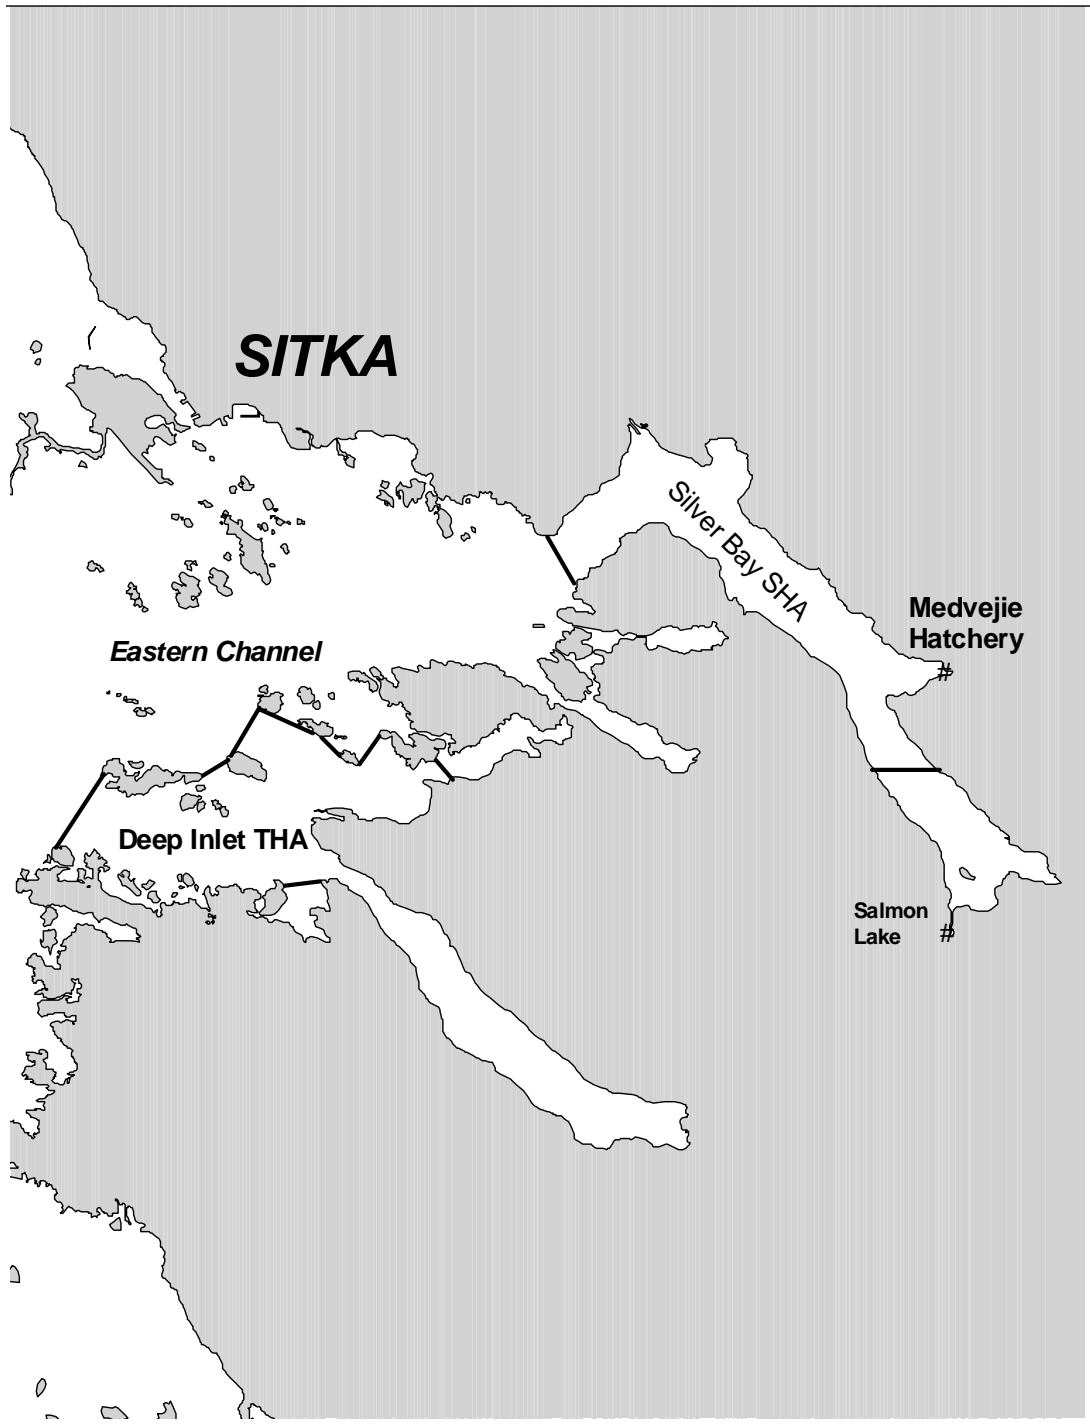 SITKA
Silver Bay SHA
Medvejie
Hatchery
#
Eastern Channel
Deep Inlet THA
Salmon
Lake
#